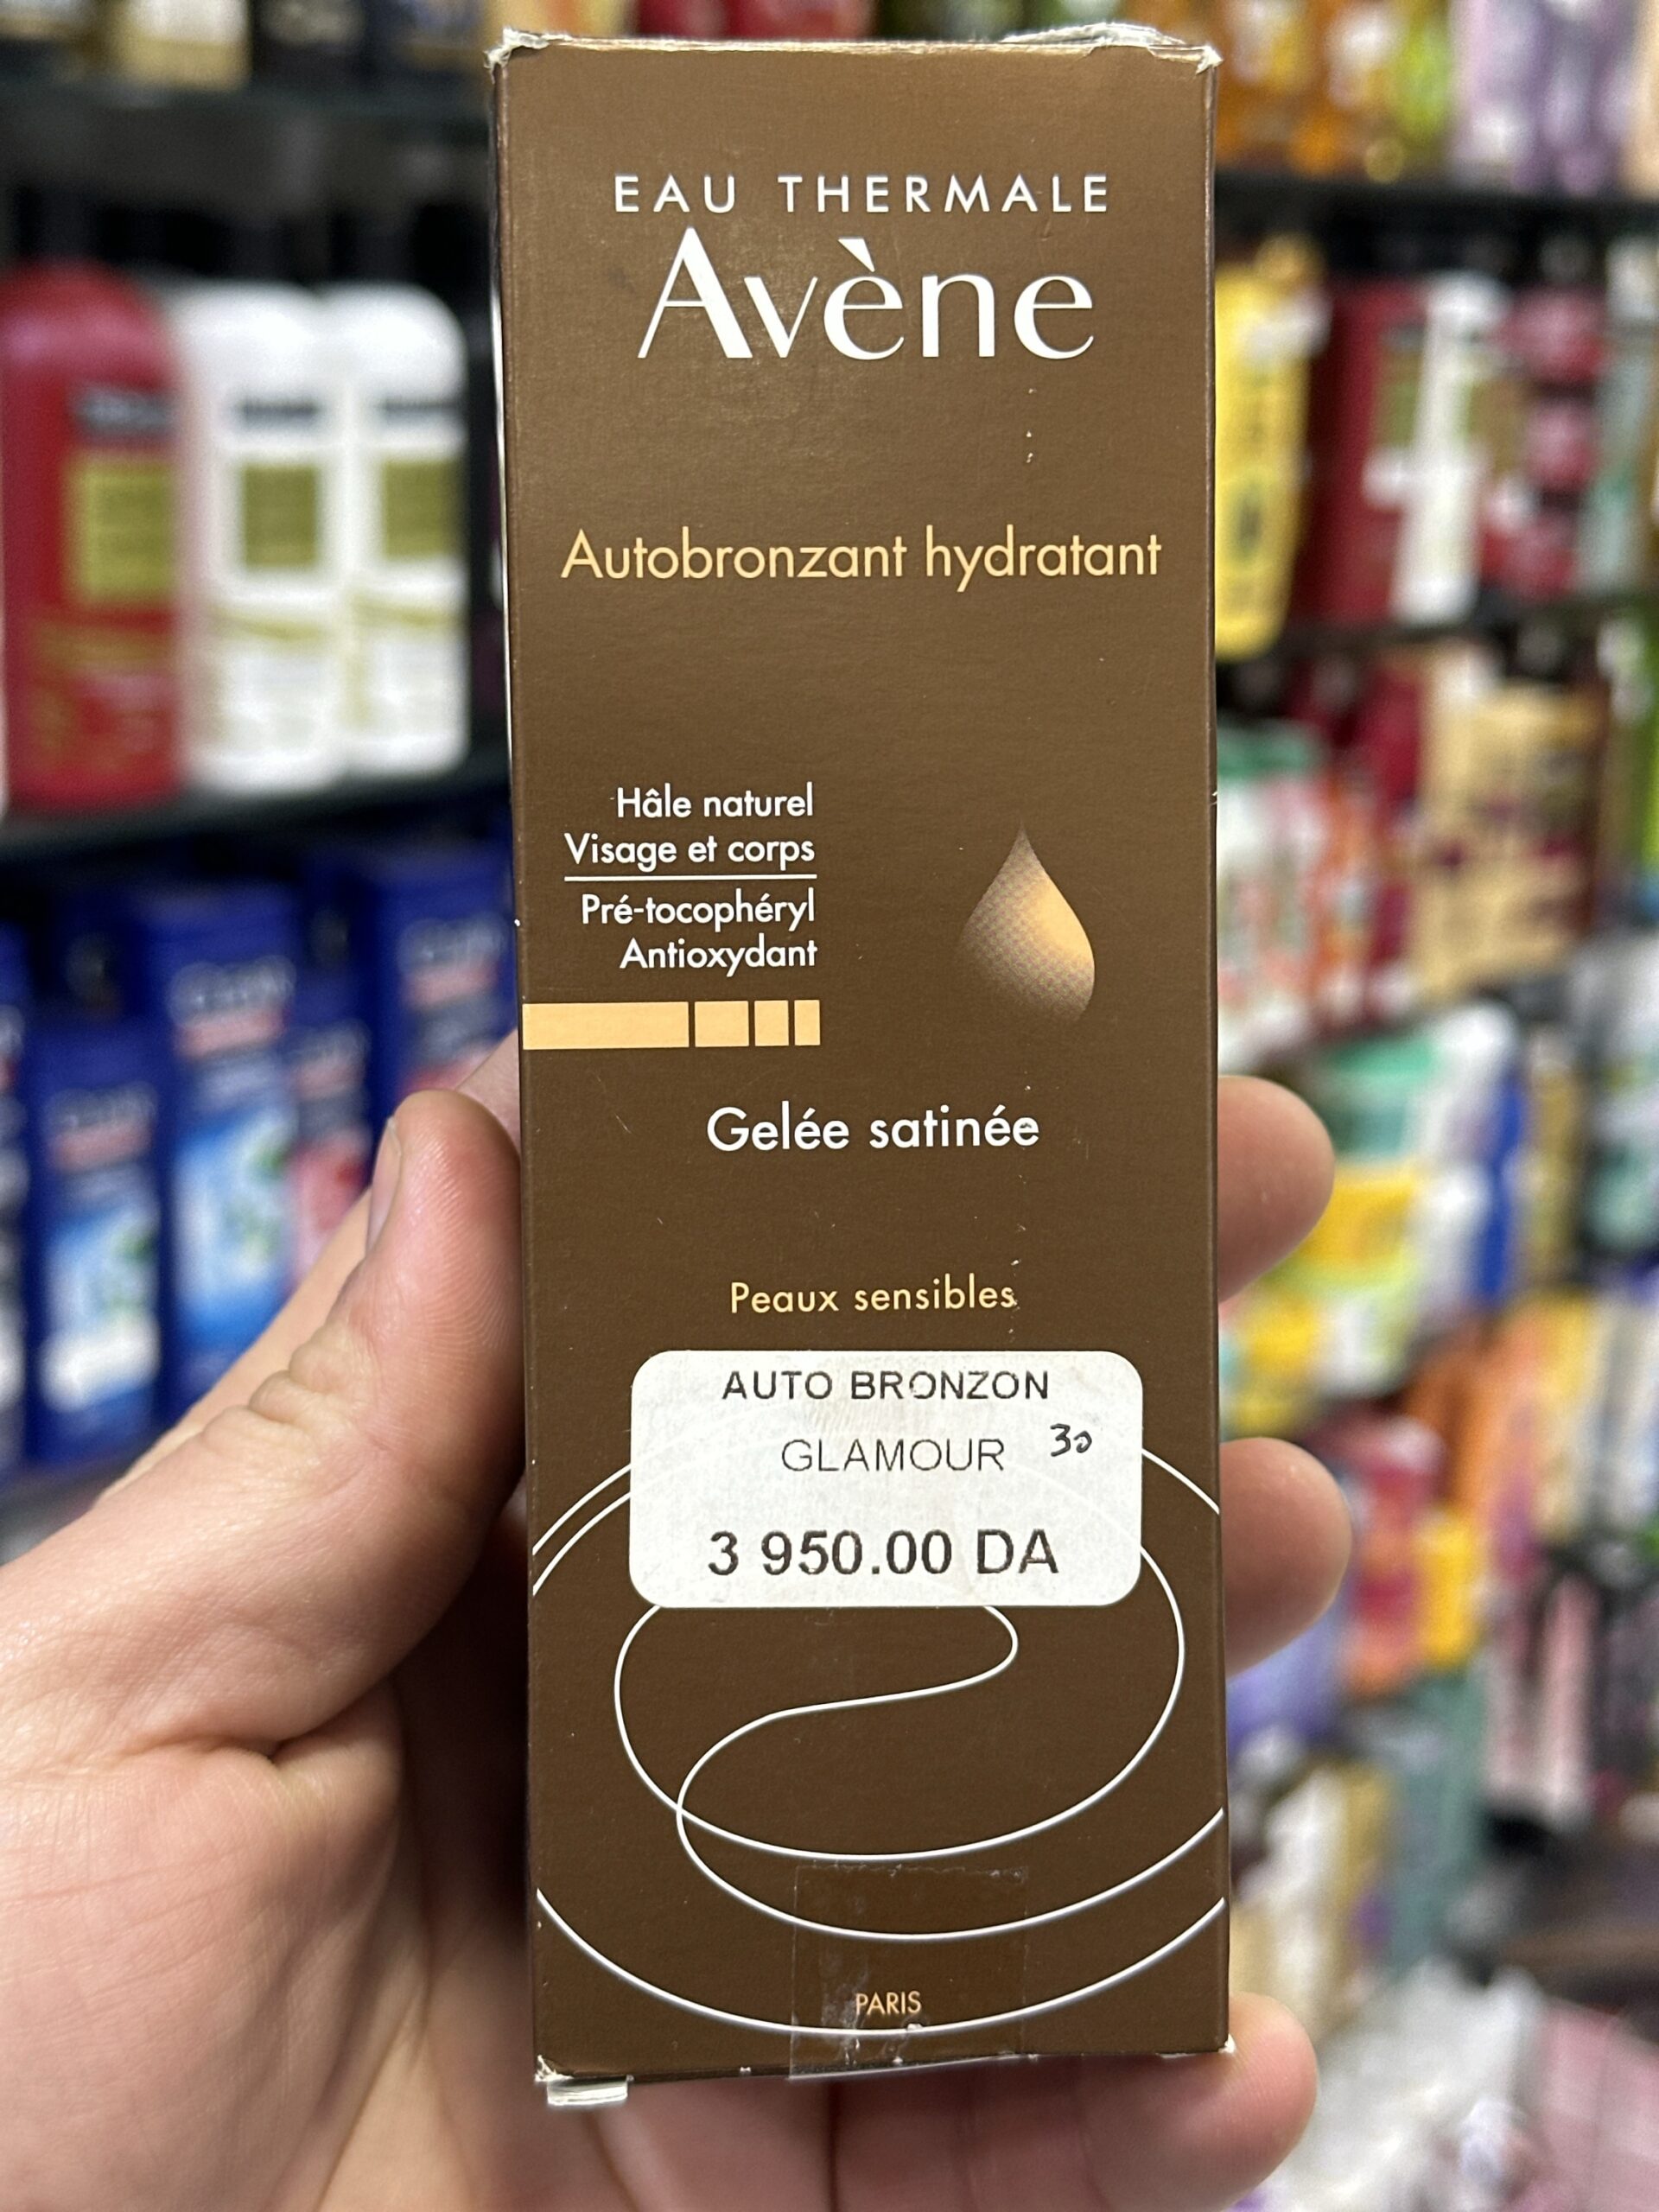 EAU THERMALE
Avène
Autobronzant hydratant
Hâle naturel
Visage et corps
Pré-tocophéryl
Antioxydant
Gelée satinée
Peaux sensibles
AUTO BRONZON
GLAMOUR 30
3 950.00 DA
PARIS